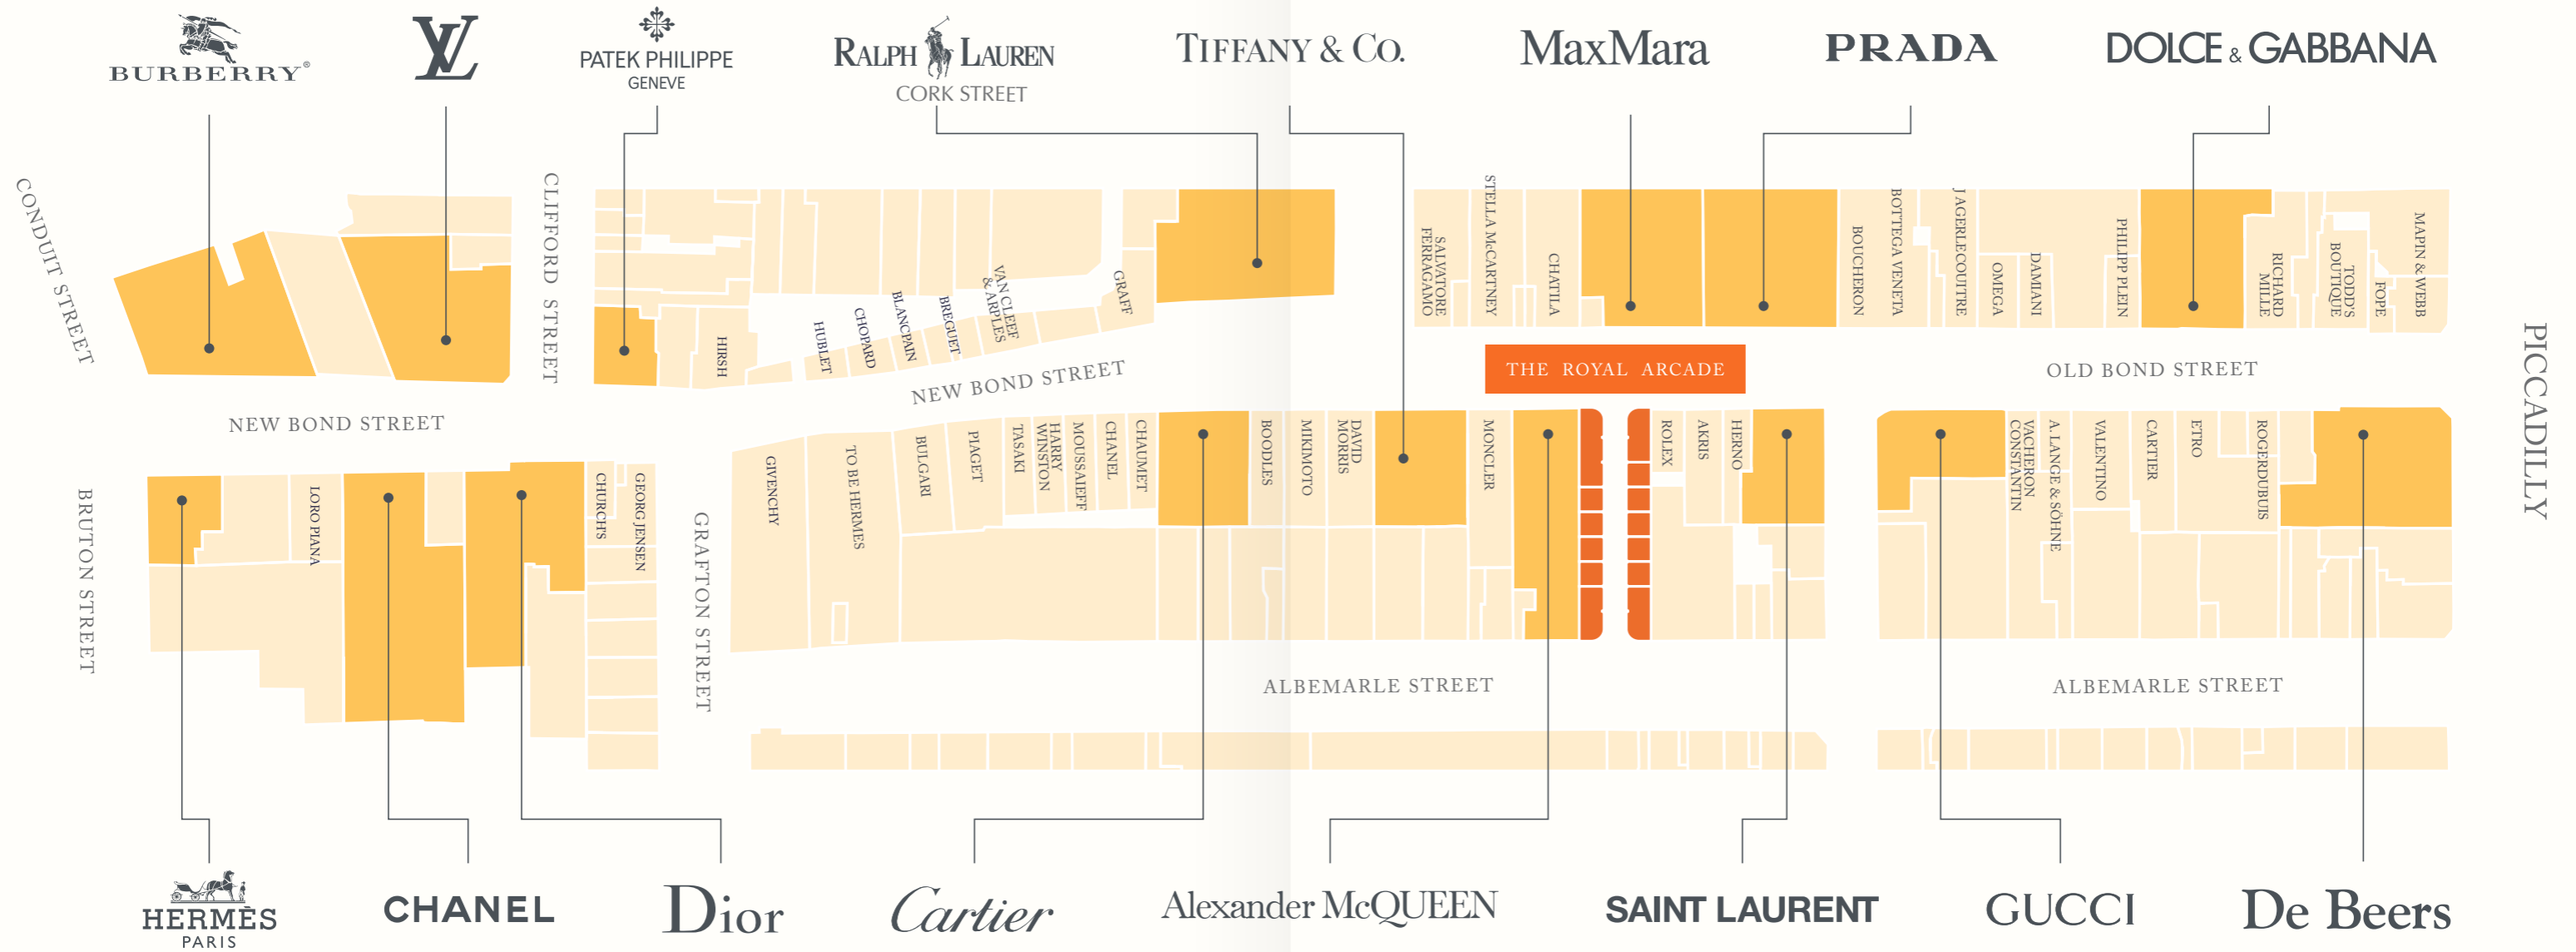 BURBERRY®
LV
PATEK PHILIPPE
GENEVE
RALPH LAUREN
CORK STREET
TIFFANY & CO.
MaxMara
PRADA
DOLCE & GABBANA
CONDUIT STREET
CLIFFORD STREET
HIRSH
HUBLET
CHOPARD
BLANCPAIN
BREGUET
VAN CLEEF
& ARPLES
GRAFF
SALVATORE
FERRAGAMO
STELLA McCARTNEY
CHATILA
BOUCHERON
BOTTEGA VENETA
JAGERLECOUITRE
OMEGA
DAMIANI
PHILIPP PLEIN
RICHARD
MILLE
TODD'S
BOUTIQUE
FOPE
MAPIN & WEBB
NEW BOND STREET
NEW BOND STREET
THE ROYAL ARCADE
OLD BOND STREET
PICCADILLY
BRUTON STREET
LORO PIANA
CHURCH'S
GEORG JENSEN
GRAFTON STREET
GIVENCHY
TO BE HERMES
BULGARI
PIAGET
TASAKI
HARRY
WINSTON
MOUSSAIEFF
CHANEL
CHAUMET
BOODLES
MIKIMOTO
DAVID
MORRIS
MONCLER
ROLEX
AKRIS
HERNO
VACHERON
CONSTANTIN
A. LANGE & SÖHNE
VALENTINO
CARTIER
ETRO
ROGERDUBUIS
ALBEMARLE STREET
ALBEMARLE STREET
HERMÈS
PARIS
CHANEL
Dior
Cartier
Alexander McQUEEN
SAINT LAURENT
GUCCI
De Beers